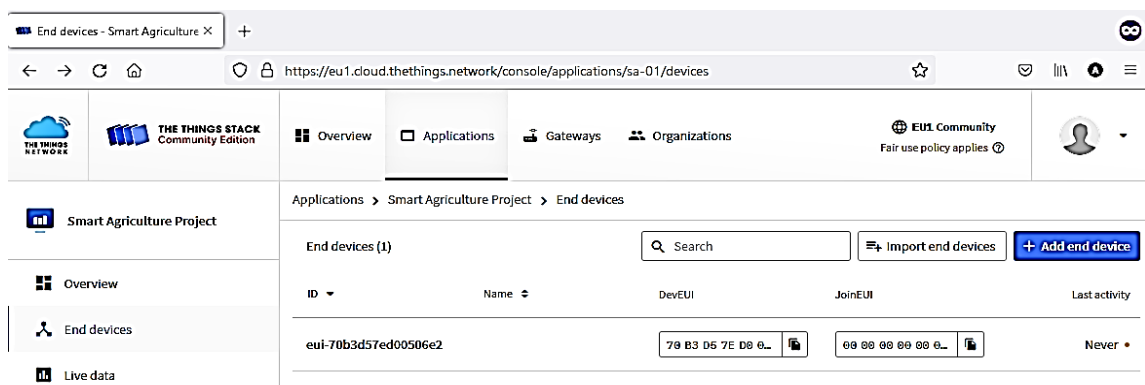 End devices - Smart Agriculture
https://eu1.cloud.thethings.network/console/applications/sa-01/devices
THE THINGS NETWORK
THE THINGS STACK
Community Edition
Overview
Applications
Gateways
Organizations
EU1 Community
Fair use policy applies
Smart Agriculture Project
Overview
End devices
Live data
Applications > Smart Agriculture Project > End devices
End devices (1)
Search
Import end devices
+ Add end device
ID Name DevEUI JoinEUI Last activity
eui-70b3d57ed00506e2 70 B3 D5 7E D0 0… 00 00 00 00 00 0… Never